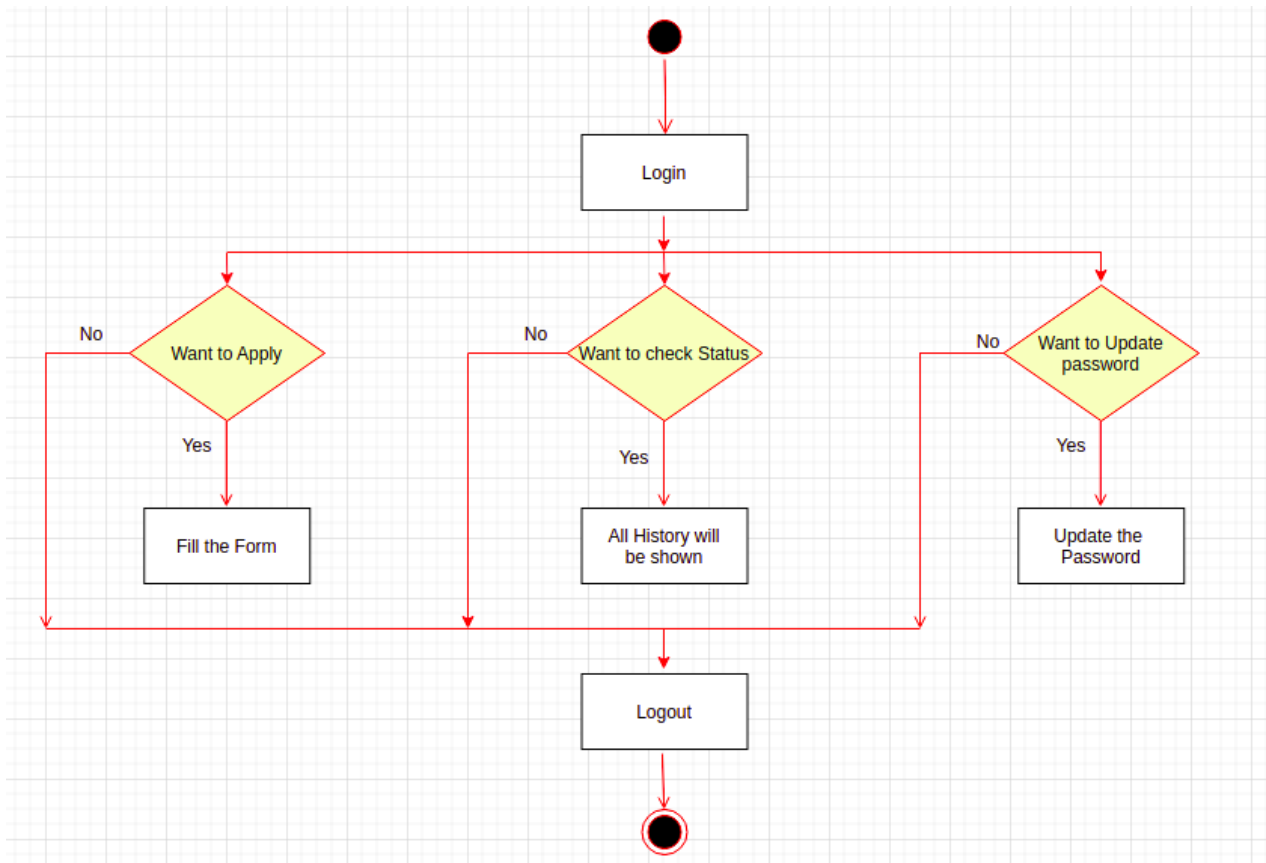 Login
No
Want to Apply
No
Want to check Status
No
Want to Update
password
Yes
Yes
Yes
Fill the Form
All History will
be shown
Update the
Password
Logout